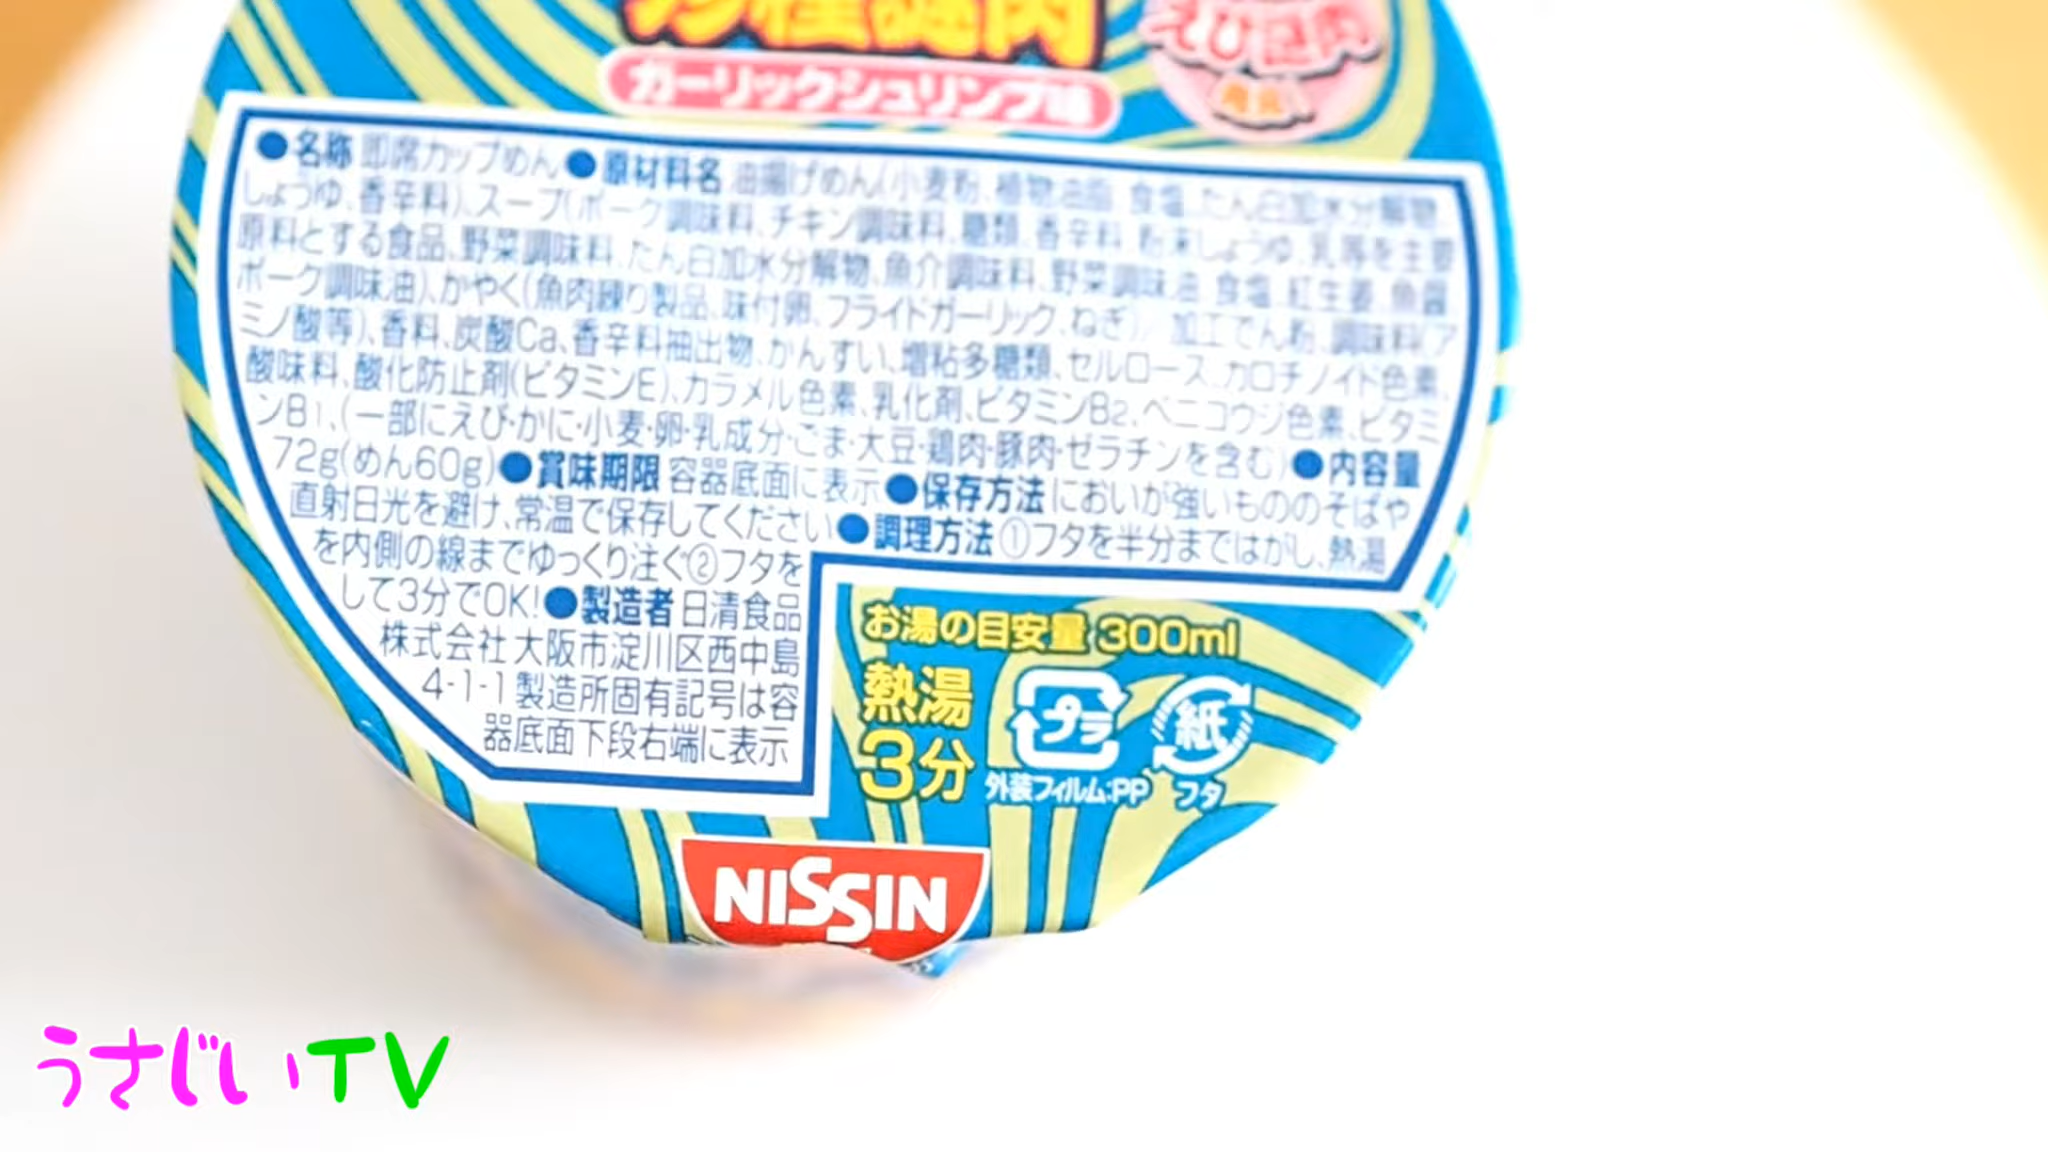 謎肉
ガーリックシュリンプ味
えび謎肉
●名称 即席カップめん●原材料名 油揚げめん(小麦粉、植物油脂、食塩、たん白加水分解物、
しょうゆ、香辛料)、スープ(ポーク調味料、チキン調味料、糖類、香辛料、粉末しょうゆ、乳等を主要
原料とする食品、野菜調味料、たん白加水分解物、魚介調味料、野菜調味油、食塩、紅生姜、魚醤、
ポーク調味油)、かやく(魚肉練り製品、味付卵、フライドガーリック、ねぎ)/加工でん粉、調味料(ア
ミノ酸等)、香料、炭酸Ca、香辛料抽出物、かんすい、増粘多糖類、セルロース、カロチノイド色素、
酸味料、酸化防止剤(ビタミンE)、カラメル色素、乳化剤、ビタミンB2、ベニコウジ色素、ビタミ
ンB1、(一部にえび・かに・小麦・卵・乳成分・ごま・大豆・鶏肉・豚肉・ゼラチンを含む)●内容量
72g(めん60g)●賞味期限 容器底面に表示●保存方法 においが強いもののそばや
直射日光を避け、常温で保存してください●調理方法 ①フタを半分まではがし、熱湯
を内側の線までゆっくり注ぐ②フタを
して3分でOK!●製造者 日清食品
株式会社 大阪市淀川区西中島
4-1-1 製造所固有記号は容
器底面下段右端に表示
お湯の目安量 300ml
熱湯
3分
プラ
外装フィルム:PP
紙
フタ
NISSIN
うさじいTV